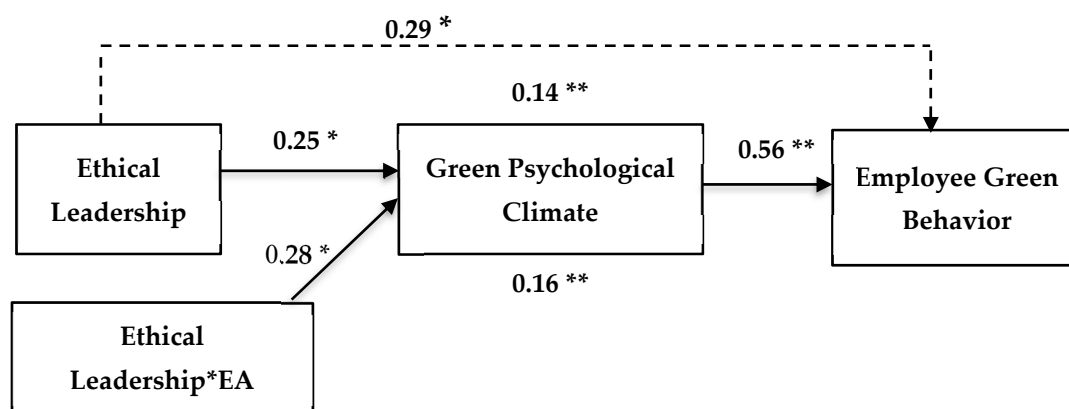 0.29 *
0.14 **
0.25 *
Ethical
Leadership
Green Psychological
Climate
0.56 **
Employee Green
Behavior
0.28 *
0.16 **
Ethical
Leadership*EA